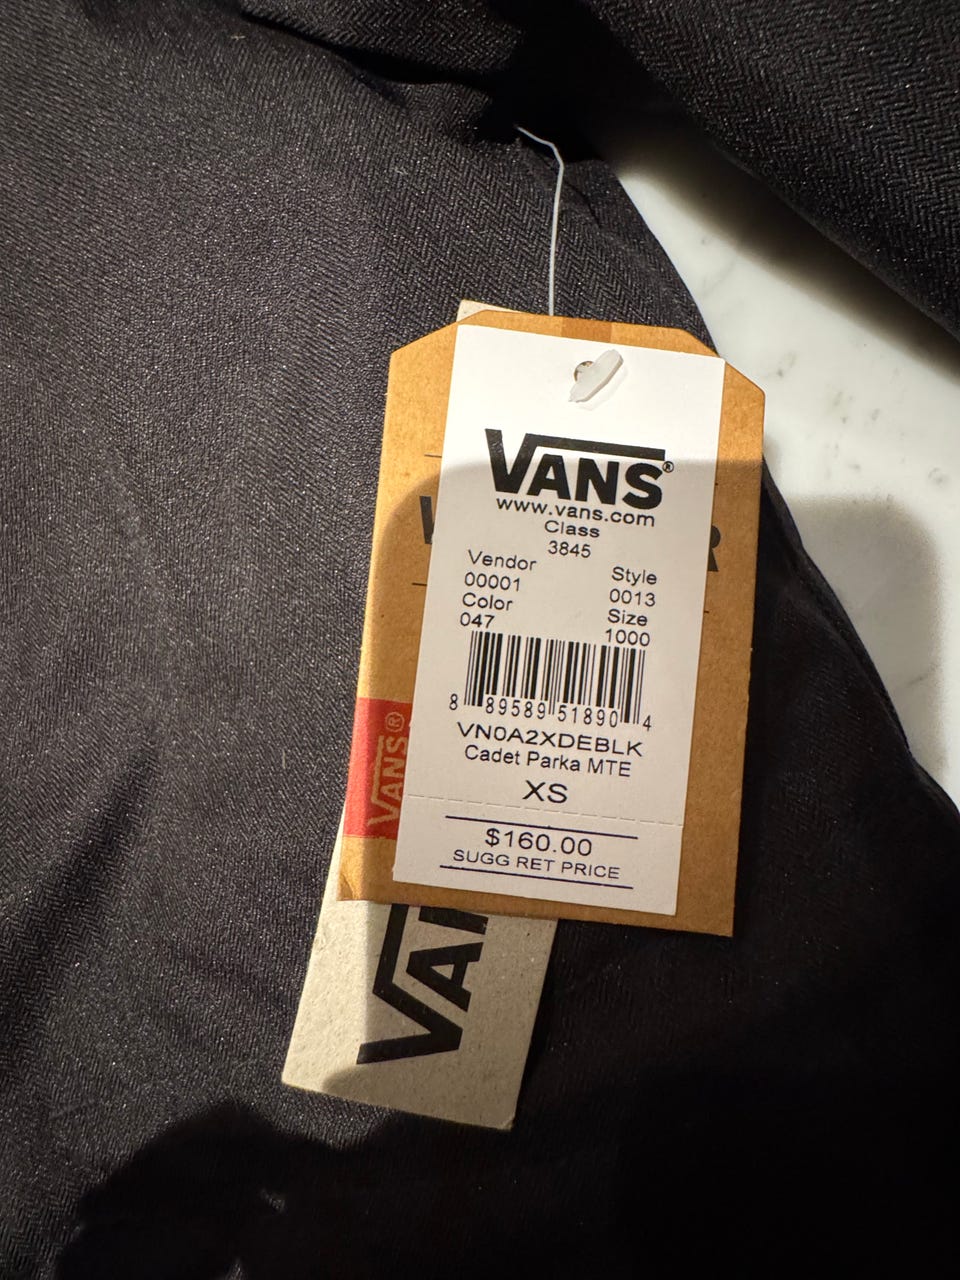 VANS®
www.vans.com
Class
3845
Vendor Style
00001 0013
Color Size
047 1000
8 89589 51890 4
VN0A2XDEBLK
Cadet Parka MTE
XS
$160.00
SUGG RET PRICE
VANS®